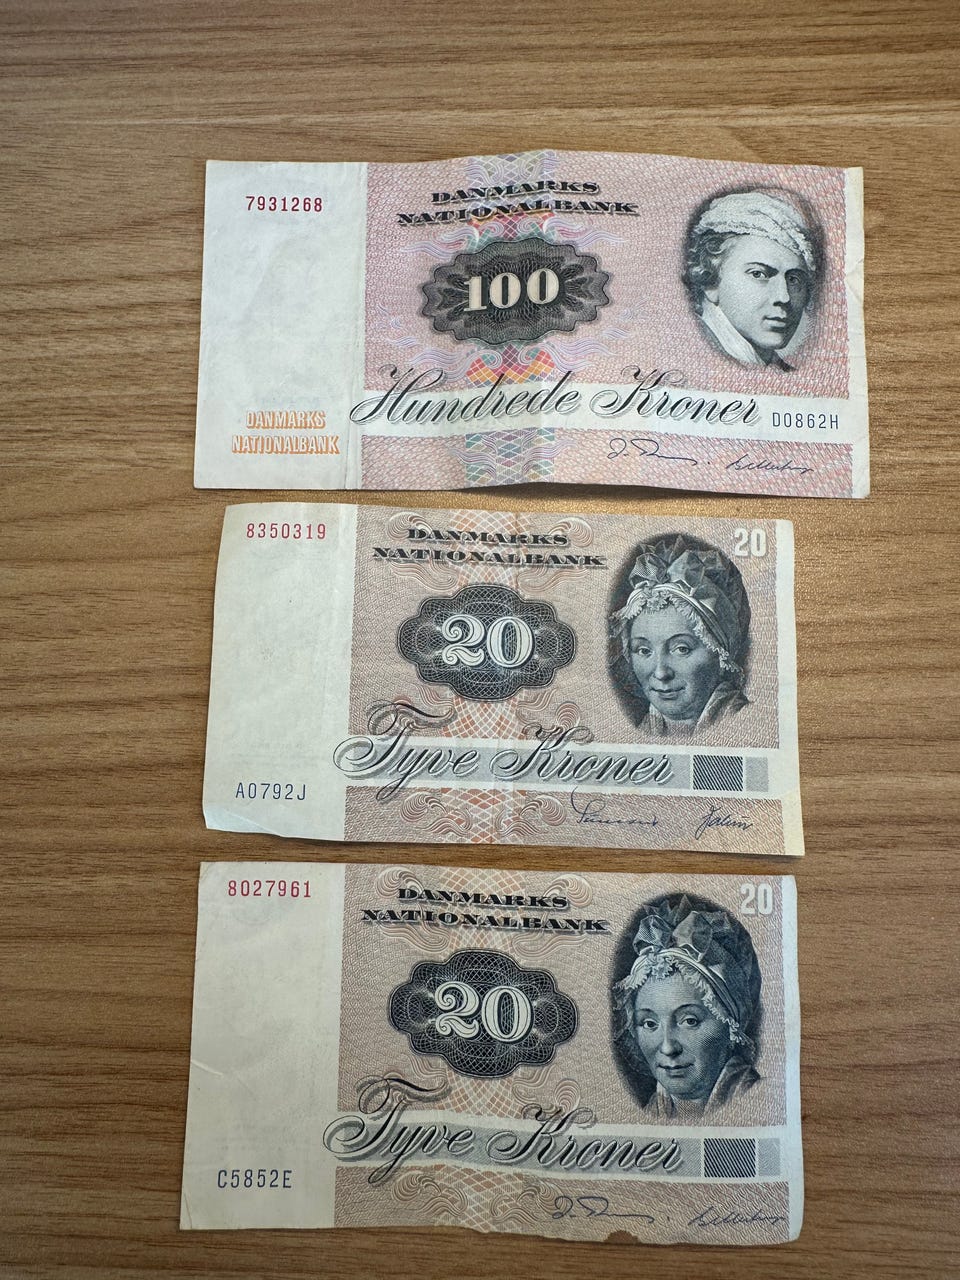 7931268
DANMARKS
NATIONALBANK
100
Hundrede Kroner
D0862H
DANMARKS
NATIONALBANK
8350319
DANMARKS
NATIONALBANK
20
20
Tyve Kroner
A0792J
8027961
DANMARKS
NATIONALBANK
20
20
Tyve Kroner
C5852E